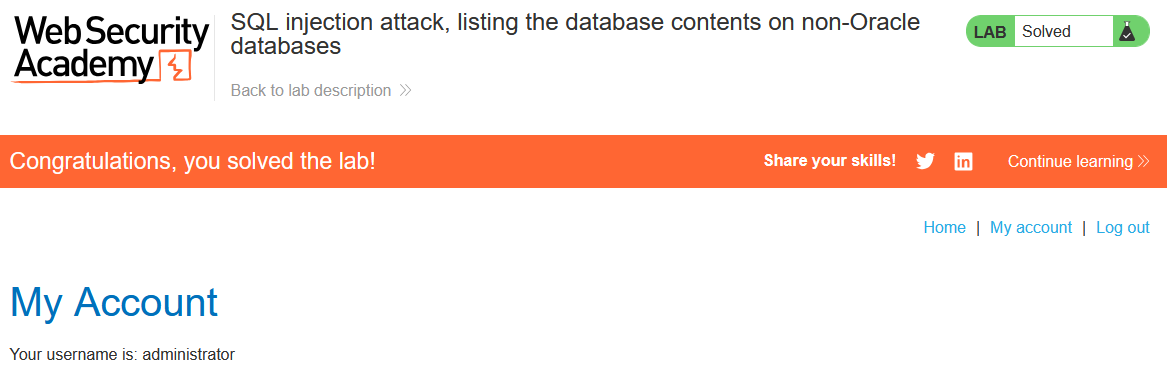 Web Security
Academy
SQL injection attack, listing the database contents on non-Oracle
databases
Back to lab description
LAB Solved
Congratulations, you solved the lab!
Share your skills!
Continue learning
Home | My account | Log out
My Account
Your username is: administrator